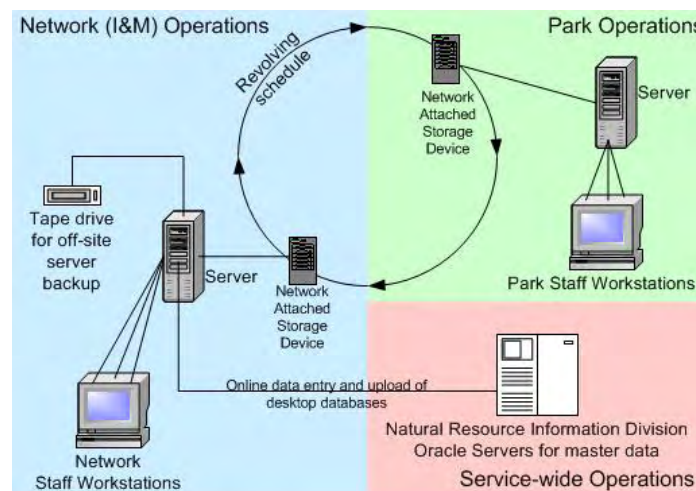 Network (I&M) Operations
Park Operations
Revolving
schedule
Network
Attached
Storage
Device
Server
Tape drive
for off-site
server
backup
Server
Network
Attached
Storage
Device
Park Staff Workstations
Online data entry and upload of
desktop databases
Network
Staff Workstations
Natural Resource Information Division
Oracle Servers for master data
Service-wide Operations